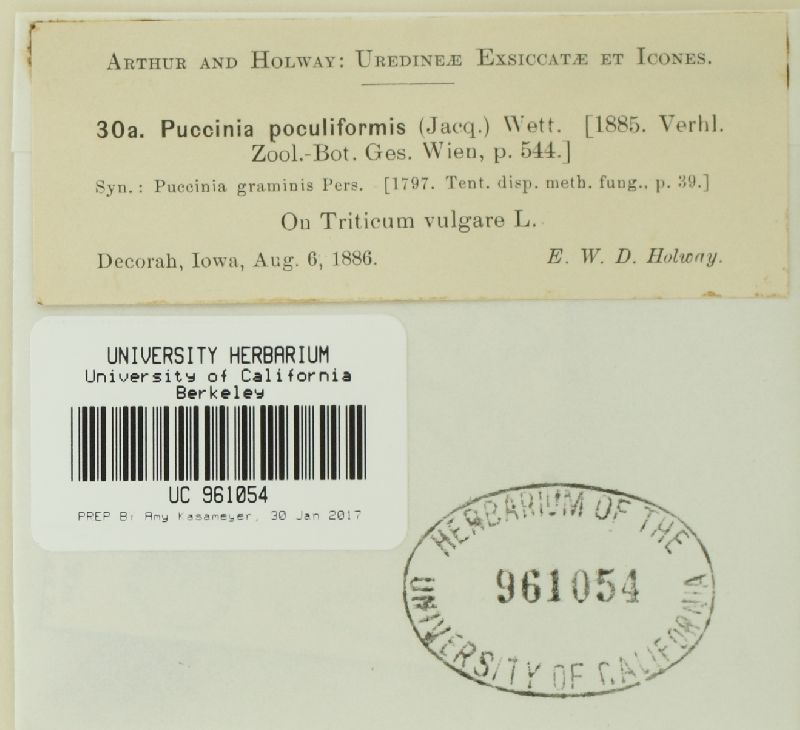 ARTHUR AND HOLWAY: UREDINEÆ EXSICCATÆ ET ICONES.
30a. Puccinia poculiformis (Jacq.) Wett. [1885. Verhl.
Zool.-Bot. Ges. Wien, p. 544.]
Syn.: Puccinia graminis Pers. [1797. Tent. disp. meth. fung., p. 39.]
On Triticum vulgare L.
Decorah, Iowa, Aug. 6, 1886. E. W. D. Holway.
UNIVERSITY HERBARIUM
University of California
Berkeley
UC 961054
PREP By Amy Kasameyer, 30 Jan 2017
HERBARIUM OF THE
961054
UNIVERSITY OF CALIFORNIA